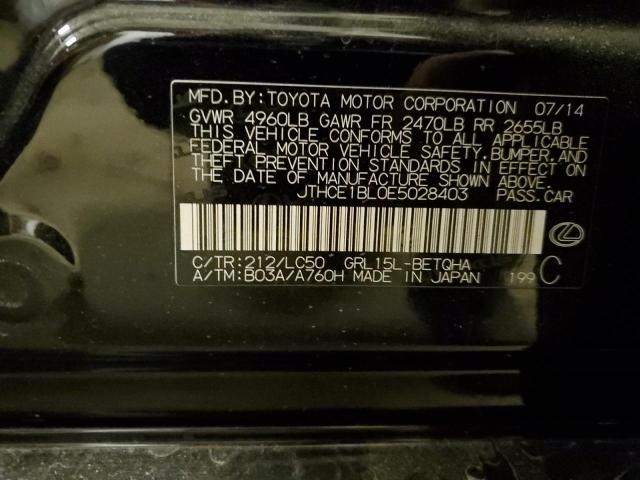 MFD.BY:TOYOTA MOTOR CORPORATION 07/14
GVWR 4960LB GAWR FR 2470LB RR 2655LB
THIS VEHICLE CONFORMS TO ALL APPLICABLE
FEDERAL MOTOR VEHICLE SAFETY,BUMPER,AND
THEFT PREVENTION STANDARDS IN EFFECT ON
THE DATE OF MANUFACTURE SHOWN ABOVE.
JTHCE1BL0E5028403 PASS.CAR
C/TR:212/LC50 GRL15L-BETQHA
A/TM:B03A/A760H MADE IN JAPAN 199 C